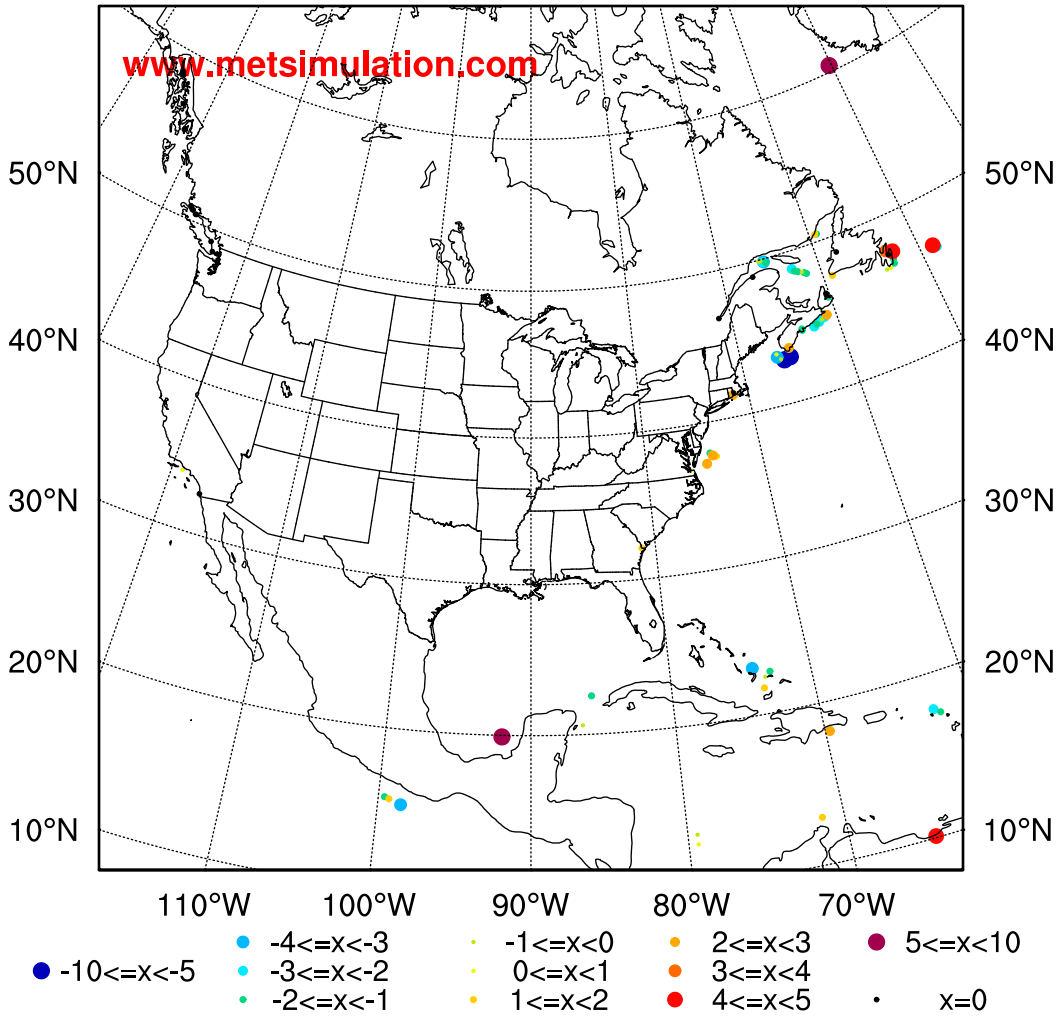 www.metsimulation.com
50°N 50°N
40°N 40°N
30°N 30°N
20°N 20°N
10°N 10°N
110°W 100°W 90°W 80°W 70°W
-4<=x<-3 -1<=x<0 2<=x<3 5<=x<10
-10<=x<-5 -3<=x<-2 0<=x<1 3<=x<4
-2<=x<-1 1<=x<2 4<=x<5 x=0